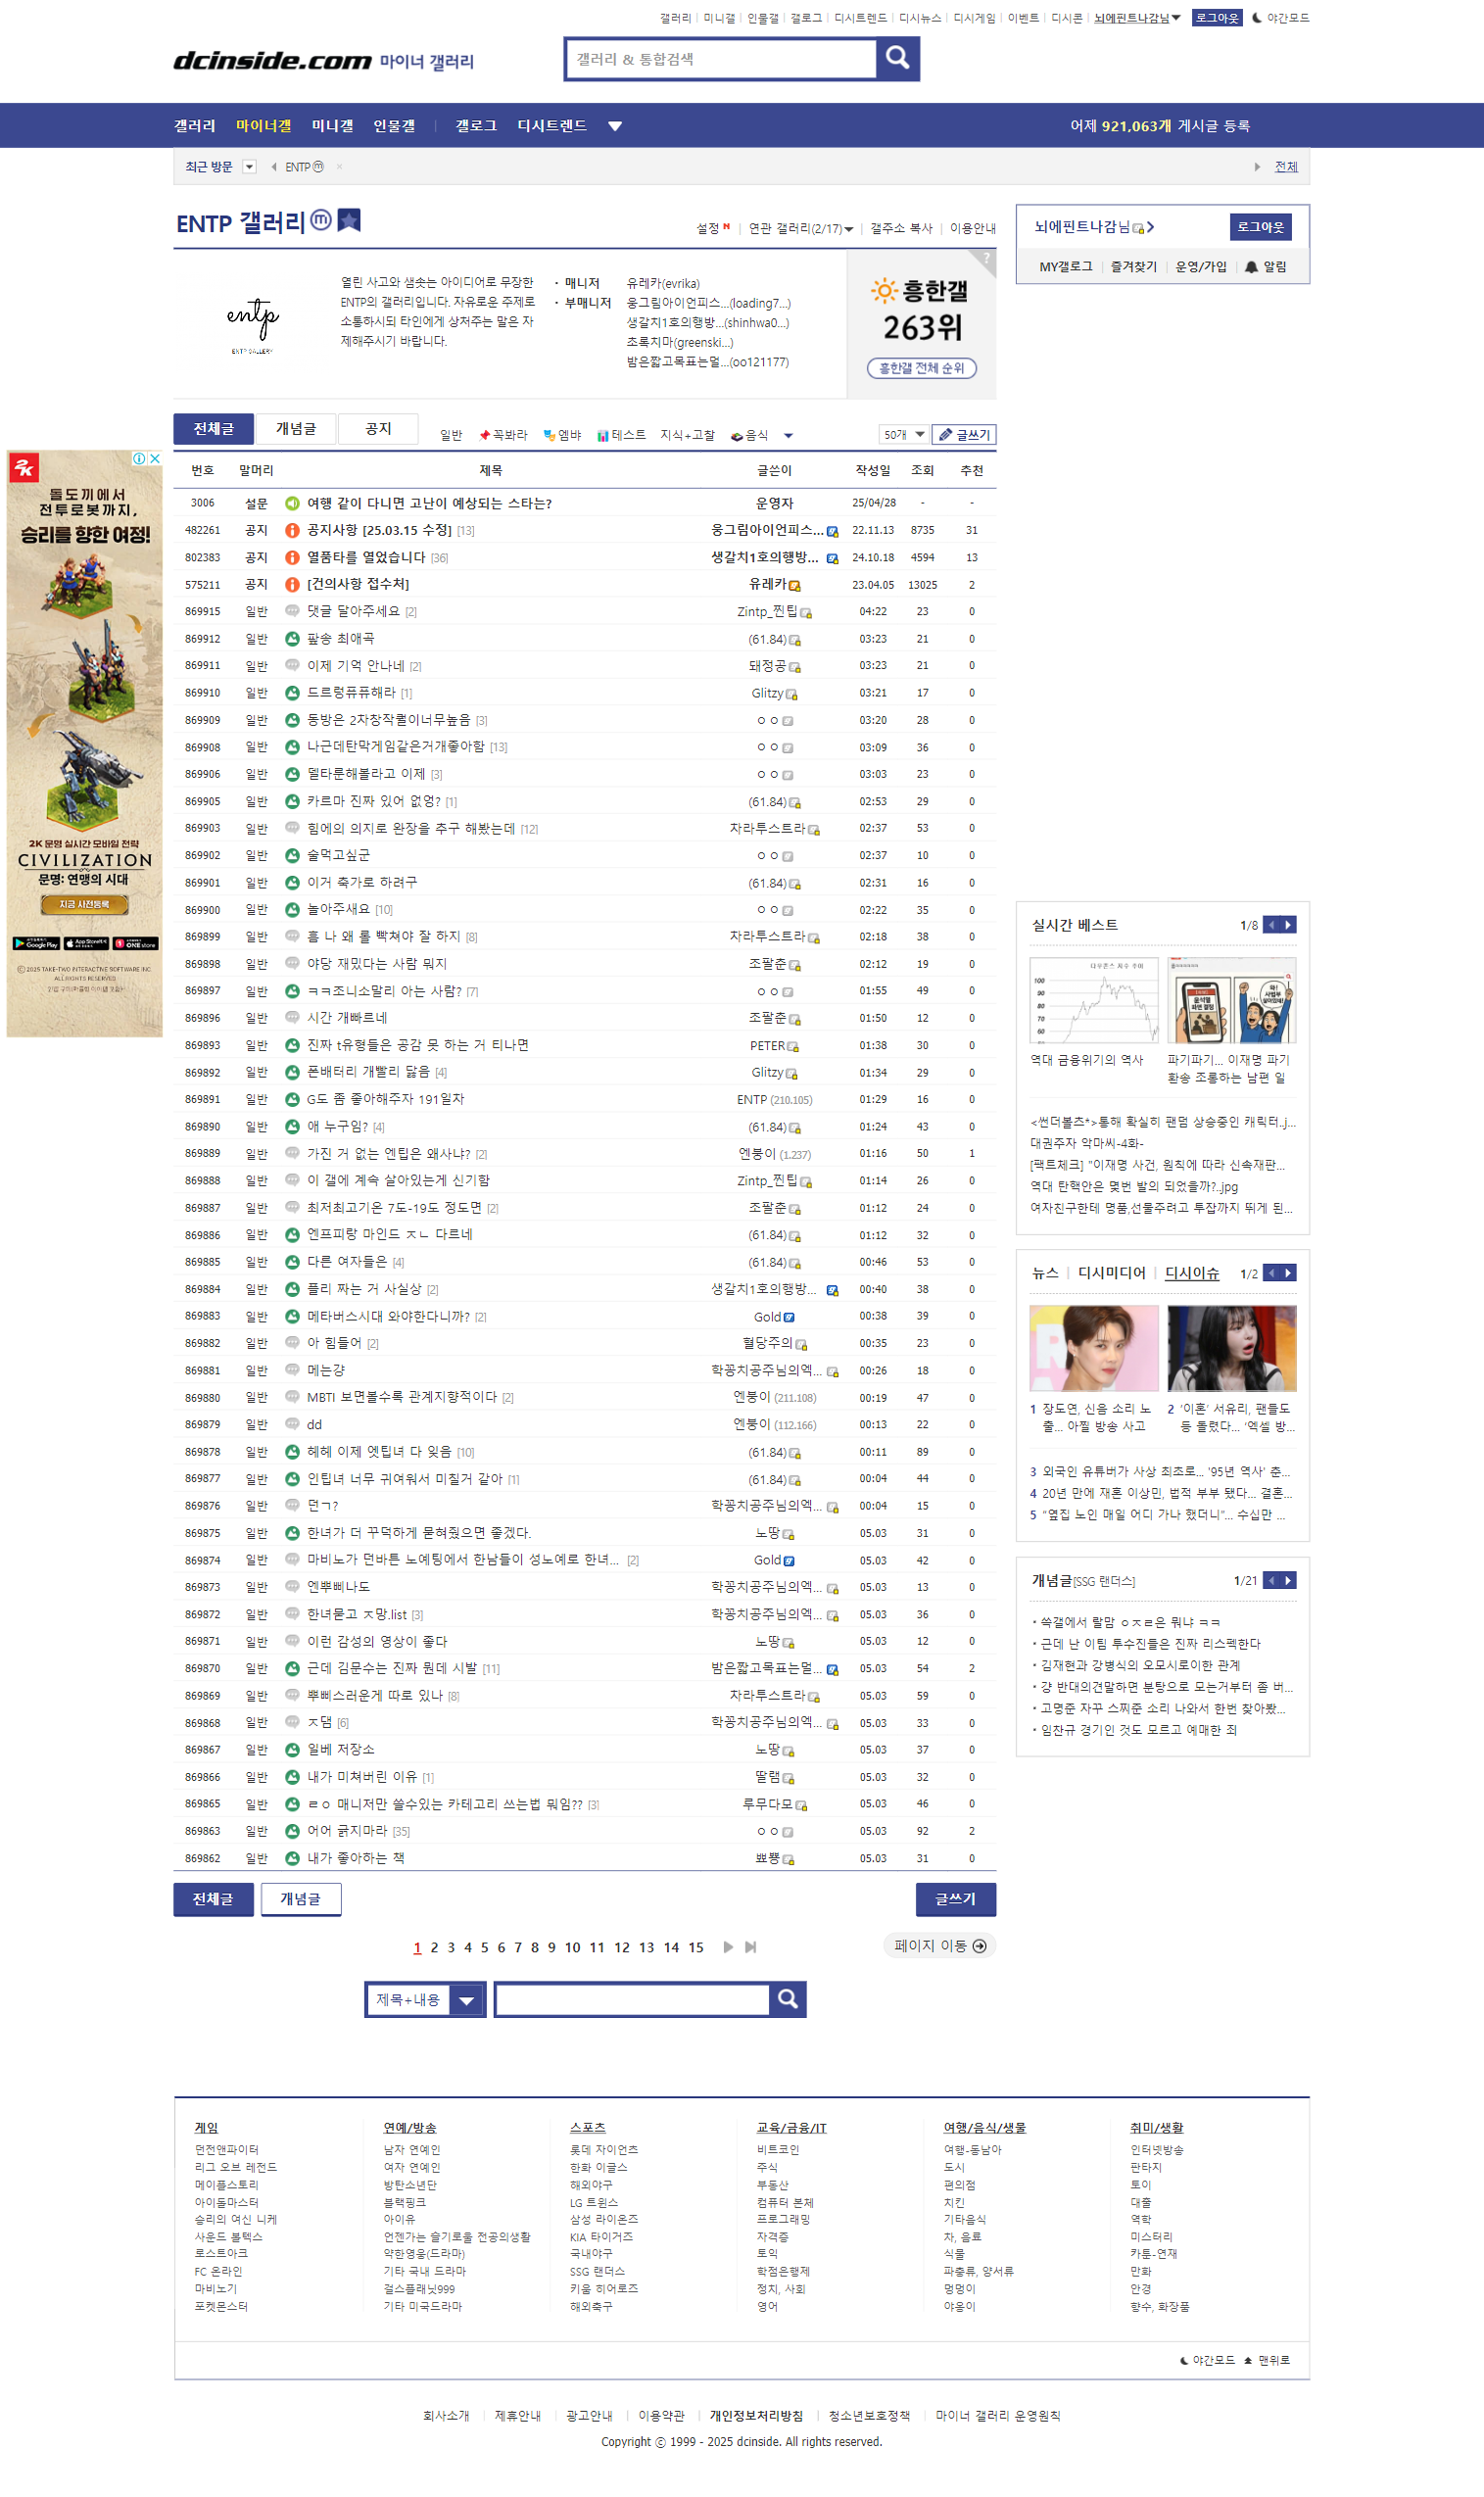 갤러리 | 미니갤 | 인물갤 | 갤로그 | 디시트렌드 | 디시뉴스 | 디시게임 | 이벤트 | 디시콘 | 뇌에핀트나감님 로그아웃 야간모드
dcinside.com 마이너 갤러리
갤러리 & 통합검색
갤러리 마이너갤 미니갤 인물갤 | 갤로그 디시트렌드
어제 921,063개 게시글 등록
최근 방문 ENTP ⓜ ×
전체
ENTP 갤러리 ⓜ
설정 N | 연관 갤러리(2/17) | 갤주소 복사 | 이용안내
열린 사고와 샘솟는 아이디어로 무장한
ENTP의 갤러리입니다. 자유로운 주제로
소통하시되 타인에게 상처주는 말은 자
제해주시기 바랍니다.
entp
ENTP GALLERY
· 매니저 유레카(evrika)
· 부매니저 웅그림아이언피스...(loading7...)
생갈치1호의행방...(shinhwa0...)
초록치마(greenski...)
밤은짧고목표는멀...(oo121177)
?
흥한갤
263위
흥한갤 전체 순위
뇌에핀트나감님
로그아웃
MY갤로그 | 즐겨찾기 | 운영/가입 | 알림
전체글 개념글 공지
일반 꼭봐라 엠뱌 테스트 지식+고찰 음식
50개 글쓰기
번호 말머리 제목 글쓴이 작성일 조회 추천
3006 설문 여행 같이 다니면 고난이 예상되는 스타는? 운영자 25/04/28 - -
482261 공지 공지사항 [25.03.15 수정] [13] 웅그림아이언피스... 22.11.13 8735 31
802383 공지 열품타를 열었습니다 [36] 생갈치1호의행방... 24.10.18 4594 13
575211 공지 [건의사항 접수처] 유레카 23.04.05 13025 2
869915 일반 댓글 달아주세요 [2] Zintp_찐팁 04:22 23 0
869912 일반 팦송 최애곡 (61.84) 03:23 21 0
869911 일반 이제 기억 안나네 [2] 돼정공 03:23 21 0
869910 일반 드르렁퓨퓨해라 [1] Glitzy 03:21 17 0
869909 일반 동방은 2차창작퀄이너무높음 [3] ㅇㅇ 03:20 28 0
869908 일반 나근데탄막게임같은거개좋아함 [13] ㅇㅇ 03:09 36 0
869906 일반 델타룬해볼라고 이제 [3] ㅇㅇ 03:03 23 0
869905 일반 카르마 진짜 있어 없엉? [1] (61.84) 02:53 29 0
869903 일반 힘에의 의지로 완장을 추구 해봤는데 [12] 차라투스트라 02:37 53 0
869902 일반 술먹고싶군 ㅇㅇ 02:37 10 0
869901 일반 이거 축가로 하려구 (61.84) 02:31 16 0
869900 일반 놀아주새요 [10] ㅇㅇ 02:22 35 0
869899 일반 흠 나 왜 롤 빡쳐야 잘 하지 [8] 차라투스트라 02:18 38 0
869898 일반 야당 재밌다는 사람 뭐지 조팔춘 02:12 19 0
869897 일반 ㅋㅋ조니소말리 아는 사람? [7] ㅇㅇ 01:55 49 0
869896 일반 시간 개빠르네 조팔춘 01:50 12 0
869893 일반 진짜 t유형들은 공감 못 하는 거 티나면 PETER 01:38 30 0
869892 일반 폰배터리 개빨리 닳음 [4] Glitzy 01:34 29 0
869891 일반 G도 좀 좋아해주자 191일자 ENTP (210.105) 01:29 16 0
869890 일반 애 누구임? [4] (61.84) 01:24 43 0
869889 일반 가진 거 없는 엔팁은 왜사냐? [2] 엔붕이 (1.237) 01:16 50 1
869888 일반 이 갤에 계속 살아있는게 신기함 Zintp_찐팁 01:14 26 0
869887 일반 최저최고기온 7도-19도 정도면 [2] 조팔춘 01:12 24 0
869886 일반 엔프피랑 마인드 ㅈㄴ 다르네 (61.84) 01:12 32 0
869885 일반 다른 여자들은 [4] (61.84) 00:46 53 0
869884 일반 플리 짜는 거 사실상 [2] 생갈치1호의행방... 00:40 38 0
869883 일반 메타버스시대 와야한다니까? [2] Gold 00:38 39 0
869882 일반 아 힘들어 [2] 혈당주의 00:35 23 0
869881 일반 메는걍 학꽁치공주님의엑... 00:26 18 0
869880 일반 MBTI 보면볼수록 관계지향적이다 [2] 엔붕이 (211.108) 00:19 47 0
869879 일반 dd 엔붕이 (112.166) 00:13 22 0
869878 일반 헤헤 이제 엣팁녀 다 잊음 [10] (61.84) 00:11 89 0
869877 일반 인팁녀 너무 귀여워서 미칠거 같아 [1] (61.84) 00:04 44 0
869876 일반 던ㄱ? 학꽁치공주님의엑... 00:04 15 0
869875 일반 한녀가 더 꾸덕하게 묻혀줬으면 좋겠다. 노땅 05.03 31 0
869874 일반 마비노가 던바튼 노예팅에서 한남들이 성노예로 한녀... [2] Gold 05.03 42 0
869873 일반 엔뿌삐나도 학꽁치공주님의엑... 05.03 13 0
869872 일반 한녀묻고 ㅈ망.list [3] 학꽁치공주님의엑... 05.03 36 0
869871 일반 이런 감성의 영상이 좋다 노땅 05.03 12 0
869870 일반 근데 김문수는 진짜 뭔데 시발 [11] 밤은짧고목표는멀... 05.03 54 2
869869 일반 뿌삐스러운게 따로 있나 [8] 차라투스트라 05.03 59 0
869868 일반 ㅈ댐 [6] 학꽁치공주님의엑... 05.03 33 0
869867 일반 일베 저장소 노땅 05.03 37 0
869866 일반 내가 미쳐버린 이유 [1] 딸램 05.03 32 0
869865 일반 ㄹㅇ 매니저만 쓸수있는 카테고리 쓰는법 뭐임?? [3] 루무다모 05.03 46 0
869863 일반 어어 긁지마라 [35] ㅇㅇ 05.03 92 2
869862 일반 내가 좋아하는 책 뾰뿅 05.03 31 0
전체글 개념글 글쓰기
1 2 3 4 5 6 7 8 9 10 11 12 13 14 15
페이지 이동
제목+내용
2K
돌도끼에서
전투로봇까지,
승리를 향한 여정!
2K 문명 실시간 모바일 전략
CIVILIZATION
문명: 연맹의 시대
지금 사전등록
Google Play App Store ONE store
ⓒ 2025 TAKE-TWO INTERACTIVE SOFTWARE INC.
ALL RIGHTS RESERVED
실시간 베스트 1/8
다우존스 지수 추이
100
90
80
70
60
역대 금융위기의 역사
파기파기... 이재명 파기
환송 조롱하는 남편 일
<썬더볼츠*>통해 확실히 팬덤 상승중인 캐릭터..j...
대권주자 악마씨-4화-
[팩트체크] "이재명 사건, 원칙에 따라 신속재판...
역대 탄핵안은 몇번 발의 되었을까?..jpg
여자친구한테 명품,선물주려고 투잡까지 뛰게 된...
뉴스 | 디시미디어 | 디시이슈 1/2
1 장도연, 신음 소리 노
출... 아찔 방송 사고
2 '이혼' 서유리, 팬들도
등 돌렸다... '엑셀 방...
3 외국인 유튜버가 사상 최초로... '95년 역사' 춘...
4 20년 만에 재혼 이상민, 법적 부부 됐다... 결혼...
5 "옆집 노인 매일 어디 가나 했더니"... 수십만 ...
개념글[SSG 랜더스] 1/21
· 쓱갤에서 랄맘 ㅇㅈㄹ은 뭐냐 ㅋㅋ
· 근데 난 이팀 투수진들은 진짜 리스펙한다
· 김재현과 강병식의 오모시로이한 관계
· 걍 반대의견말하면 분탕으로 모는거부터 좀 버...
· 고명준 자꾸 스찌준 소리 나와서 한번 찾아봤...
· 임찬규 경기인 것도 모르고 예매한 죄
게임
던전앤파이터
리그 오브 레전드
메이플스토리
아이돌마스터
승리의 여신 니케
사운드 볼텍스
로스트아크
FC 온라인
마비노기
포켓몬스터
연예/방송
남자 연예인
여자 연예인
방탄소년단
블랙핑크
아이유
언젠가는 슬기로울 전공의생활
약한영웅(드라마)
기타 국내 드라마
걸스플래닛999
기타 미국드라마
스포츠
롯데 자이언츠
한화 이글스
해외야구
LG 트윈스
삼성 라이온즈
KIA 타이거즈
국내야구
SSG 랜더스
키움 히어로즈
해외축구
교육/금융/IT
비트코인
주식
부동산
컴퓨터 본체
프로그래밍
자격증
토익
학점은행제
정치, 사회
영어
여행/음식/생물
여행-동남아
도시
편의점
치킨
기타음식
차, 음료
식물
파충류, 양서류
멍멍이
야옹이
취미/생활
인터넷방송
판타지
토이
대출
역학
미스터리
카툰-연재
만화
안경
향수, 화장품
야간모드 맨위로
회사소개 | 제휴안내 | 광고안내 | 이용약관 | 개인정보처리방침 | 청소년보호정책 | 마이너 갤러리 운영원칙
Copyright ⓒ 1999 - 2025 dcinside. All rights reserved.